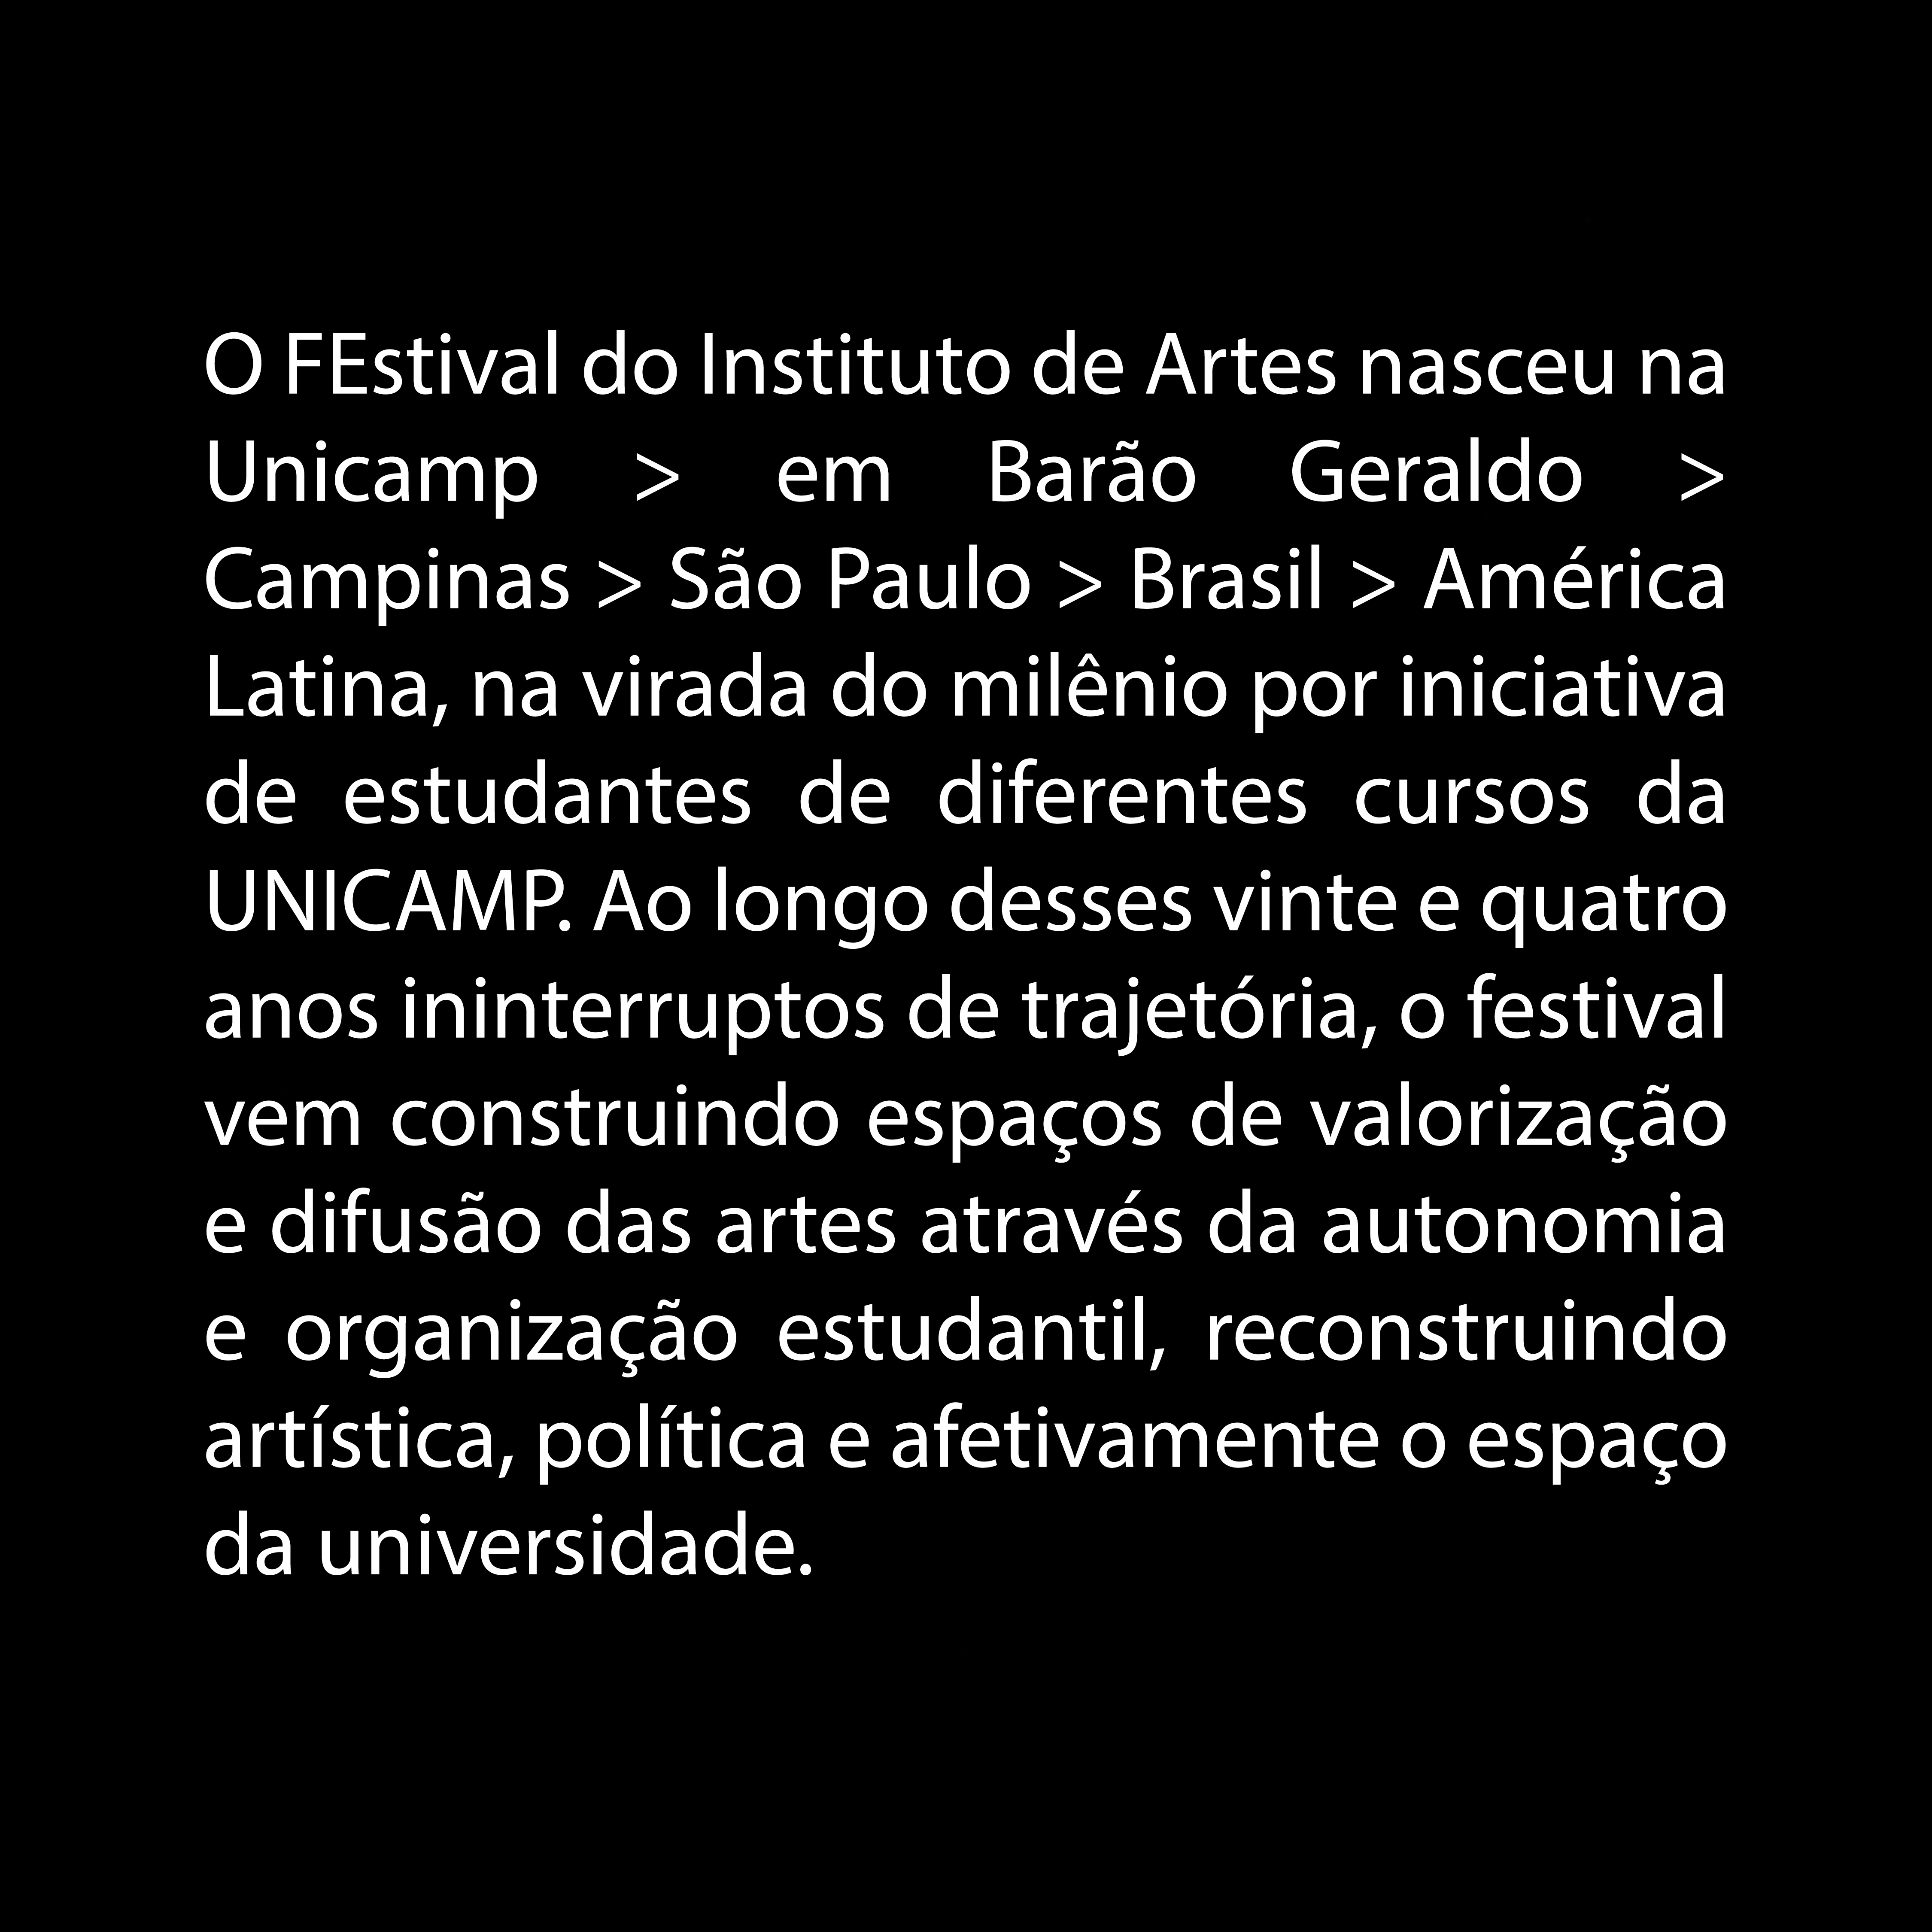 O FEstival do Instituto de Artes nasceu na
Unicamp > em Barão Geraldo >
Campinas > São Paulo > Brasil > América
Latina, na virada do milênio por iniciativa
de estudantes de diferentes cursos da
UNICAMP. Ao longo desses vinte e quatro
anos ininterruptos de trajetória, o festival
vem construindo espaços de valorização
e difusão das artes através da autonomia
e organização estudantil, reconstruindo
artística, política e afetivamente o espaço
da universidade.